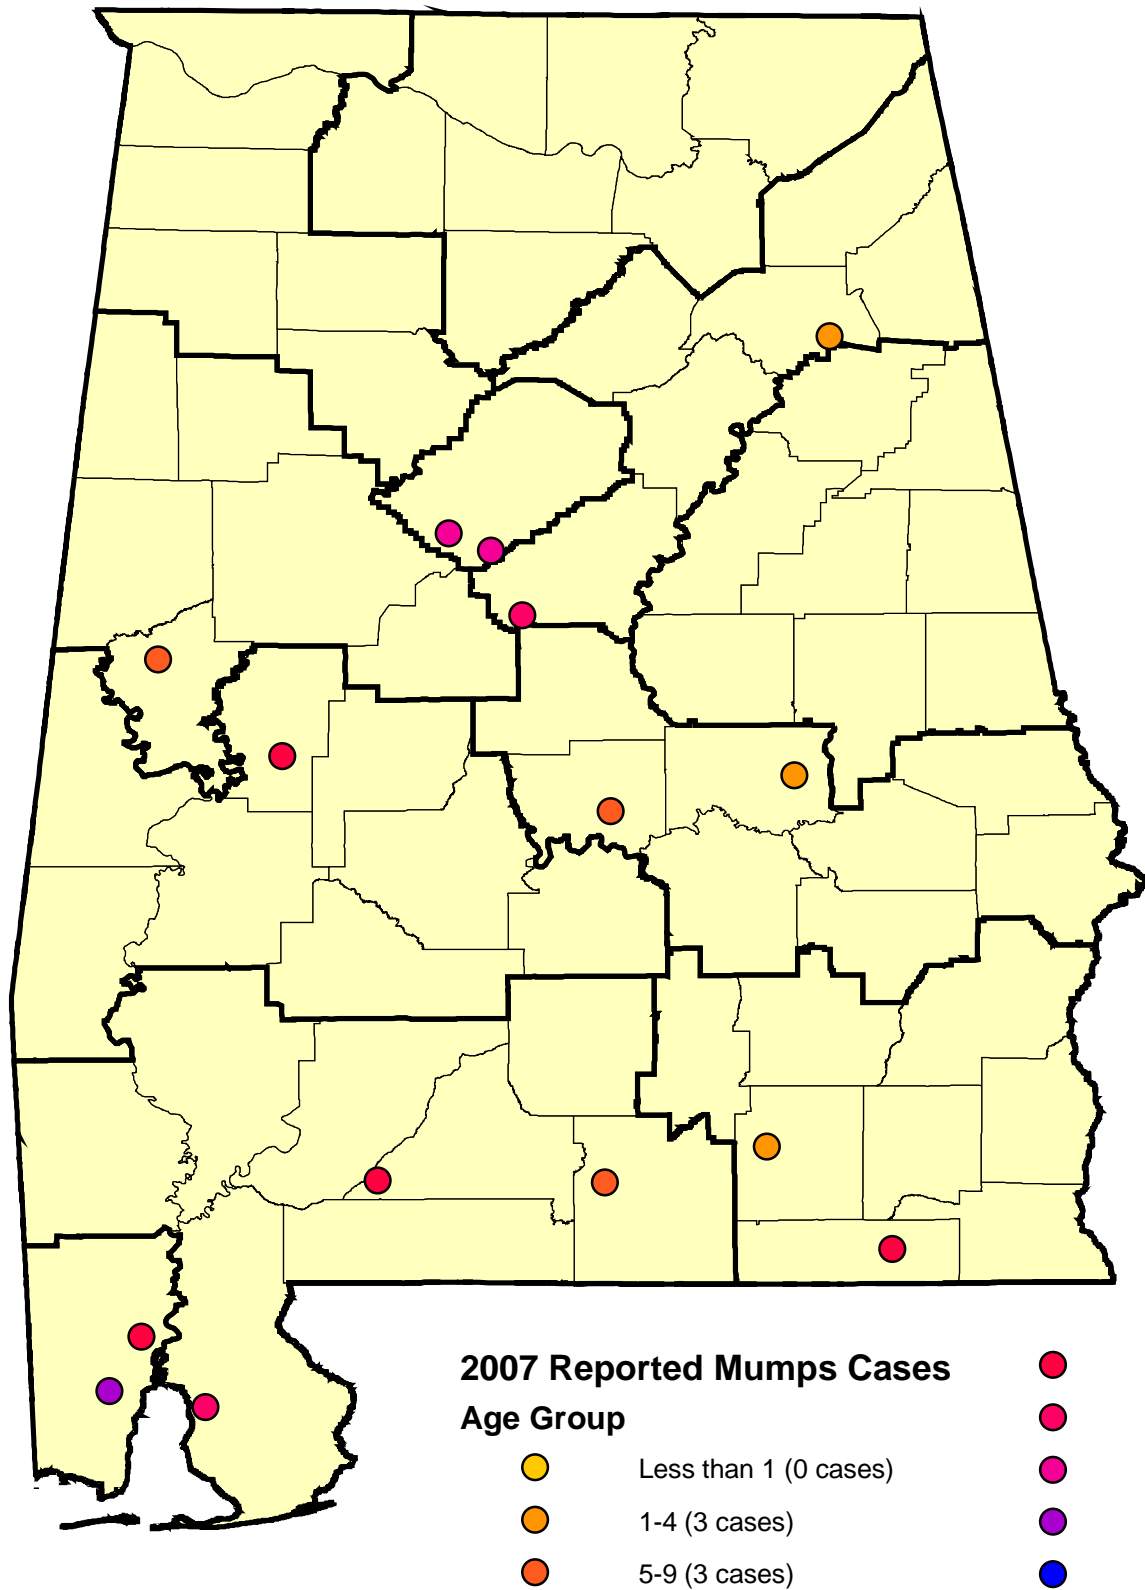 2007 Reported Mumps Cases
Age Group
Less than 1 (0 cases)
1-4 (3 cases)
5-9 (3 cases)